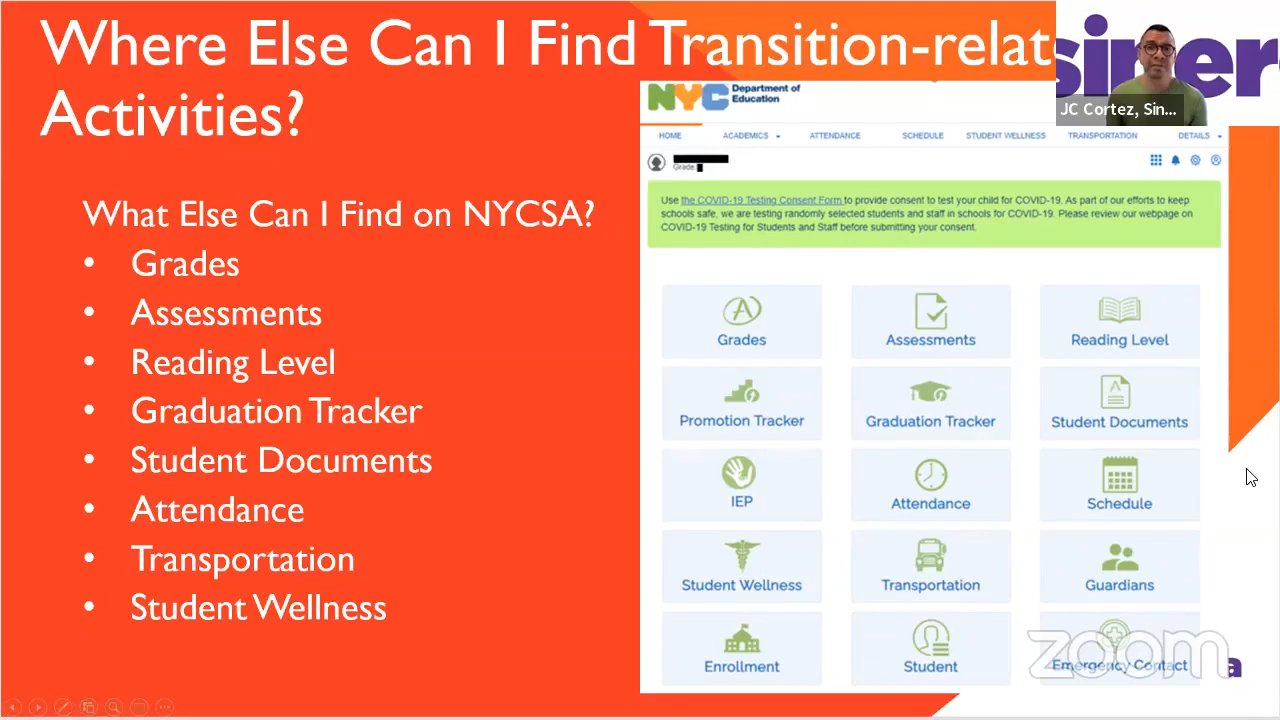 Where Else Can I Find Transition-relat
Activities?
siner
JC Cortez, Sin...
What Else Can I Find on NYCSA?
• Grades
• Assessments
• Reading Level
• Graduation Tracker
• Student Documents
• Attendance
• Transportation
• Student Wellness
NYC Department of
Education
HOME ACADEMICS ATTENDANCE SCHEDULE STUDENT WELLNESS TRANSPORTATION DETAILS
Grade:
Use the COVID-19 Testing Consent Form to provide consent to test your child for COVID-19. As part of our efforts to keep
schools safe, we are testing randomly selected students and staff in schools for COVID-19. Please review our webpage on
COVID-19 Testing for Students and Staff before submitting your consent.
Grades Assessments Reading Level
Promotion Tracker Graduation Tracker Student Documents
IEP Attendance Schedule
Student Wellness Transportation Guardians
Enrollment Student Emergency Contact
zoom
a